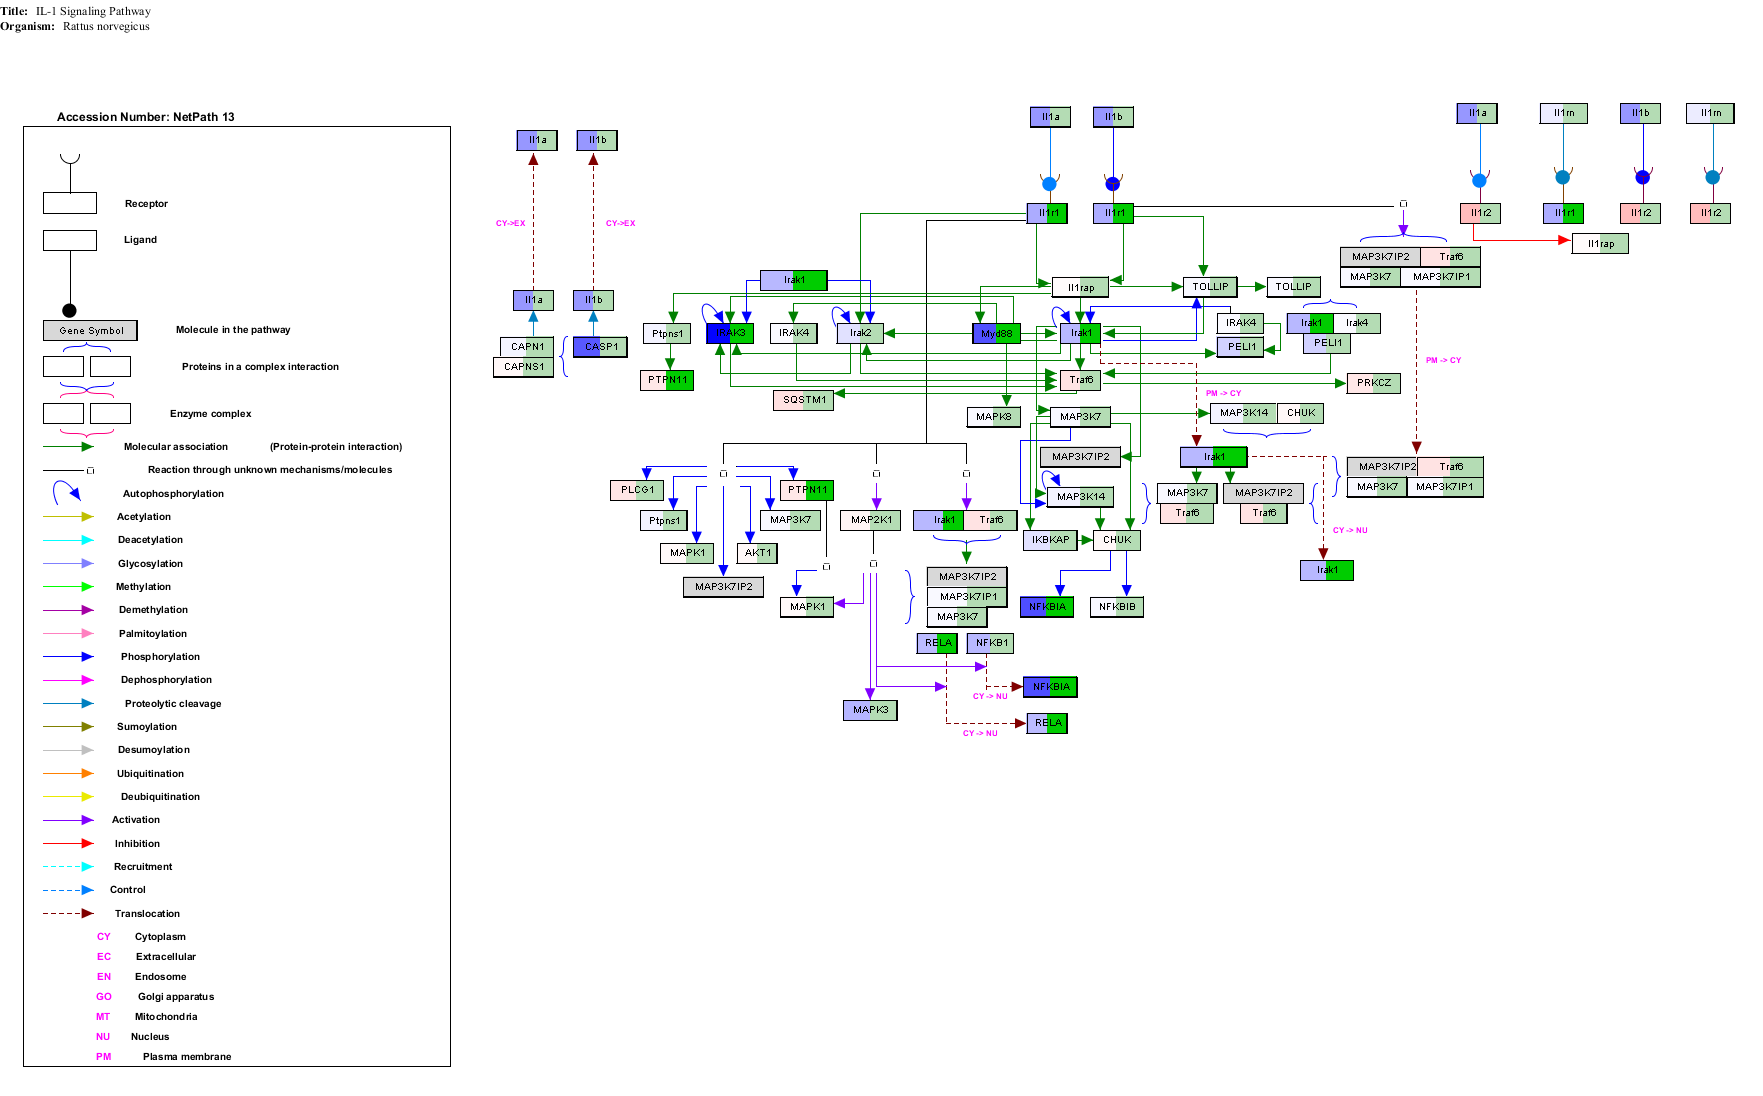 Title: IL-1 Signaling Pathway
Organism: Rattus norvegicus
Accession Number: NetPath 13
Receptor
Ligand
Gene Symbol
Molecule in the pathway
Proteins in a complex interaction
Enzyme complex
Molecular association (Protein-protein interaction)
Reaction through unknown mechanisms/molecules
Autophosphorylation
Acetylation
Deacetylation
Glycosylation
Methylation
Demethylation
Palmitoylation
Phosphorylation
Dephosphorylation
Proteolytic cleavage
Sumoylation
Desumoylation
Ubiquitination
Deubiquitination
Activation
Inhibition
Recruitment
Control
Translocation
CY Cytoplasm
EC Extracellular
EN Endosome
GO Golgi apparatus
MT Mitochondria
NU Nucleus
PM Plasma membrane
Il1a Il1b Il1a Il1rn Il1b Il1rn
Il1a Il1b
CY->EX CY->EX
Il1r1 Il1r1 Il1r2 Il1r1 Il1r2 Il1r2
Il1rap
MAP3K7IP2 Traf6
MAP3K7 MAP3K7IP1
Irak1 Il1rap TOLLIP TOLLIP
Il1a Il1b
Ptpns1 IRAK3 IRAK4 Irak2 Myd88 Irak1 IRAK4 Irak1 Irak4
CAPN1 CASP1 PELI1 PELI1
CAPNS1
PM -> CY
PTPN11 Traf6 PRKCZ
SQSTM1 PM -> CY
MAPK8 MAP3K7 MAP3K14 CHUK
MAP3K7IP2 Irak1 MAP3K7IP2 Traf6
PLCG1 PTPN11 MAP3K14 MAP3K7 MAP3K7IP2 MAP3K7 MAP3K7IP1
Ptpns1 MAP3K7 MAP2K1 Irak1 Traf6 Traf6 Traf6
CY -> NU
MAPK1 AKT1 IKBKAP CHUK
Irak1
MAP3K7IP2 MAP3K7IP2
MAPK1 MAP3K7IP1 NFKBIA NFKBIB
MAP3K7
RELA NFKB1
NFKBIA
CY -> NU
MAPK3 RELA
CY -> NU